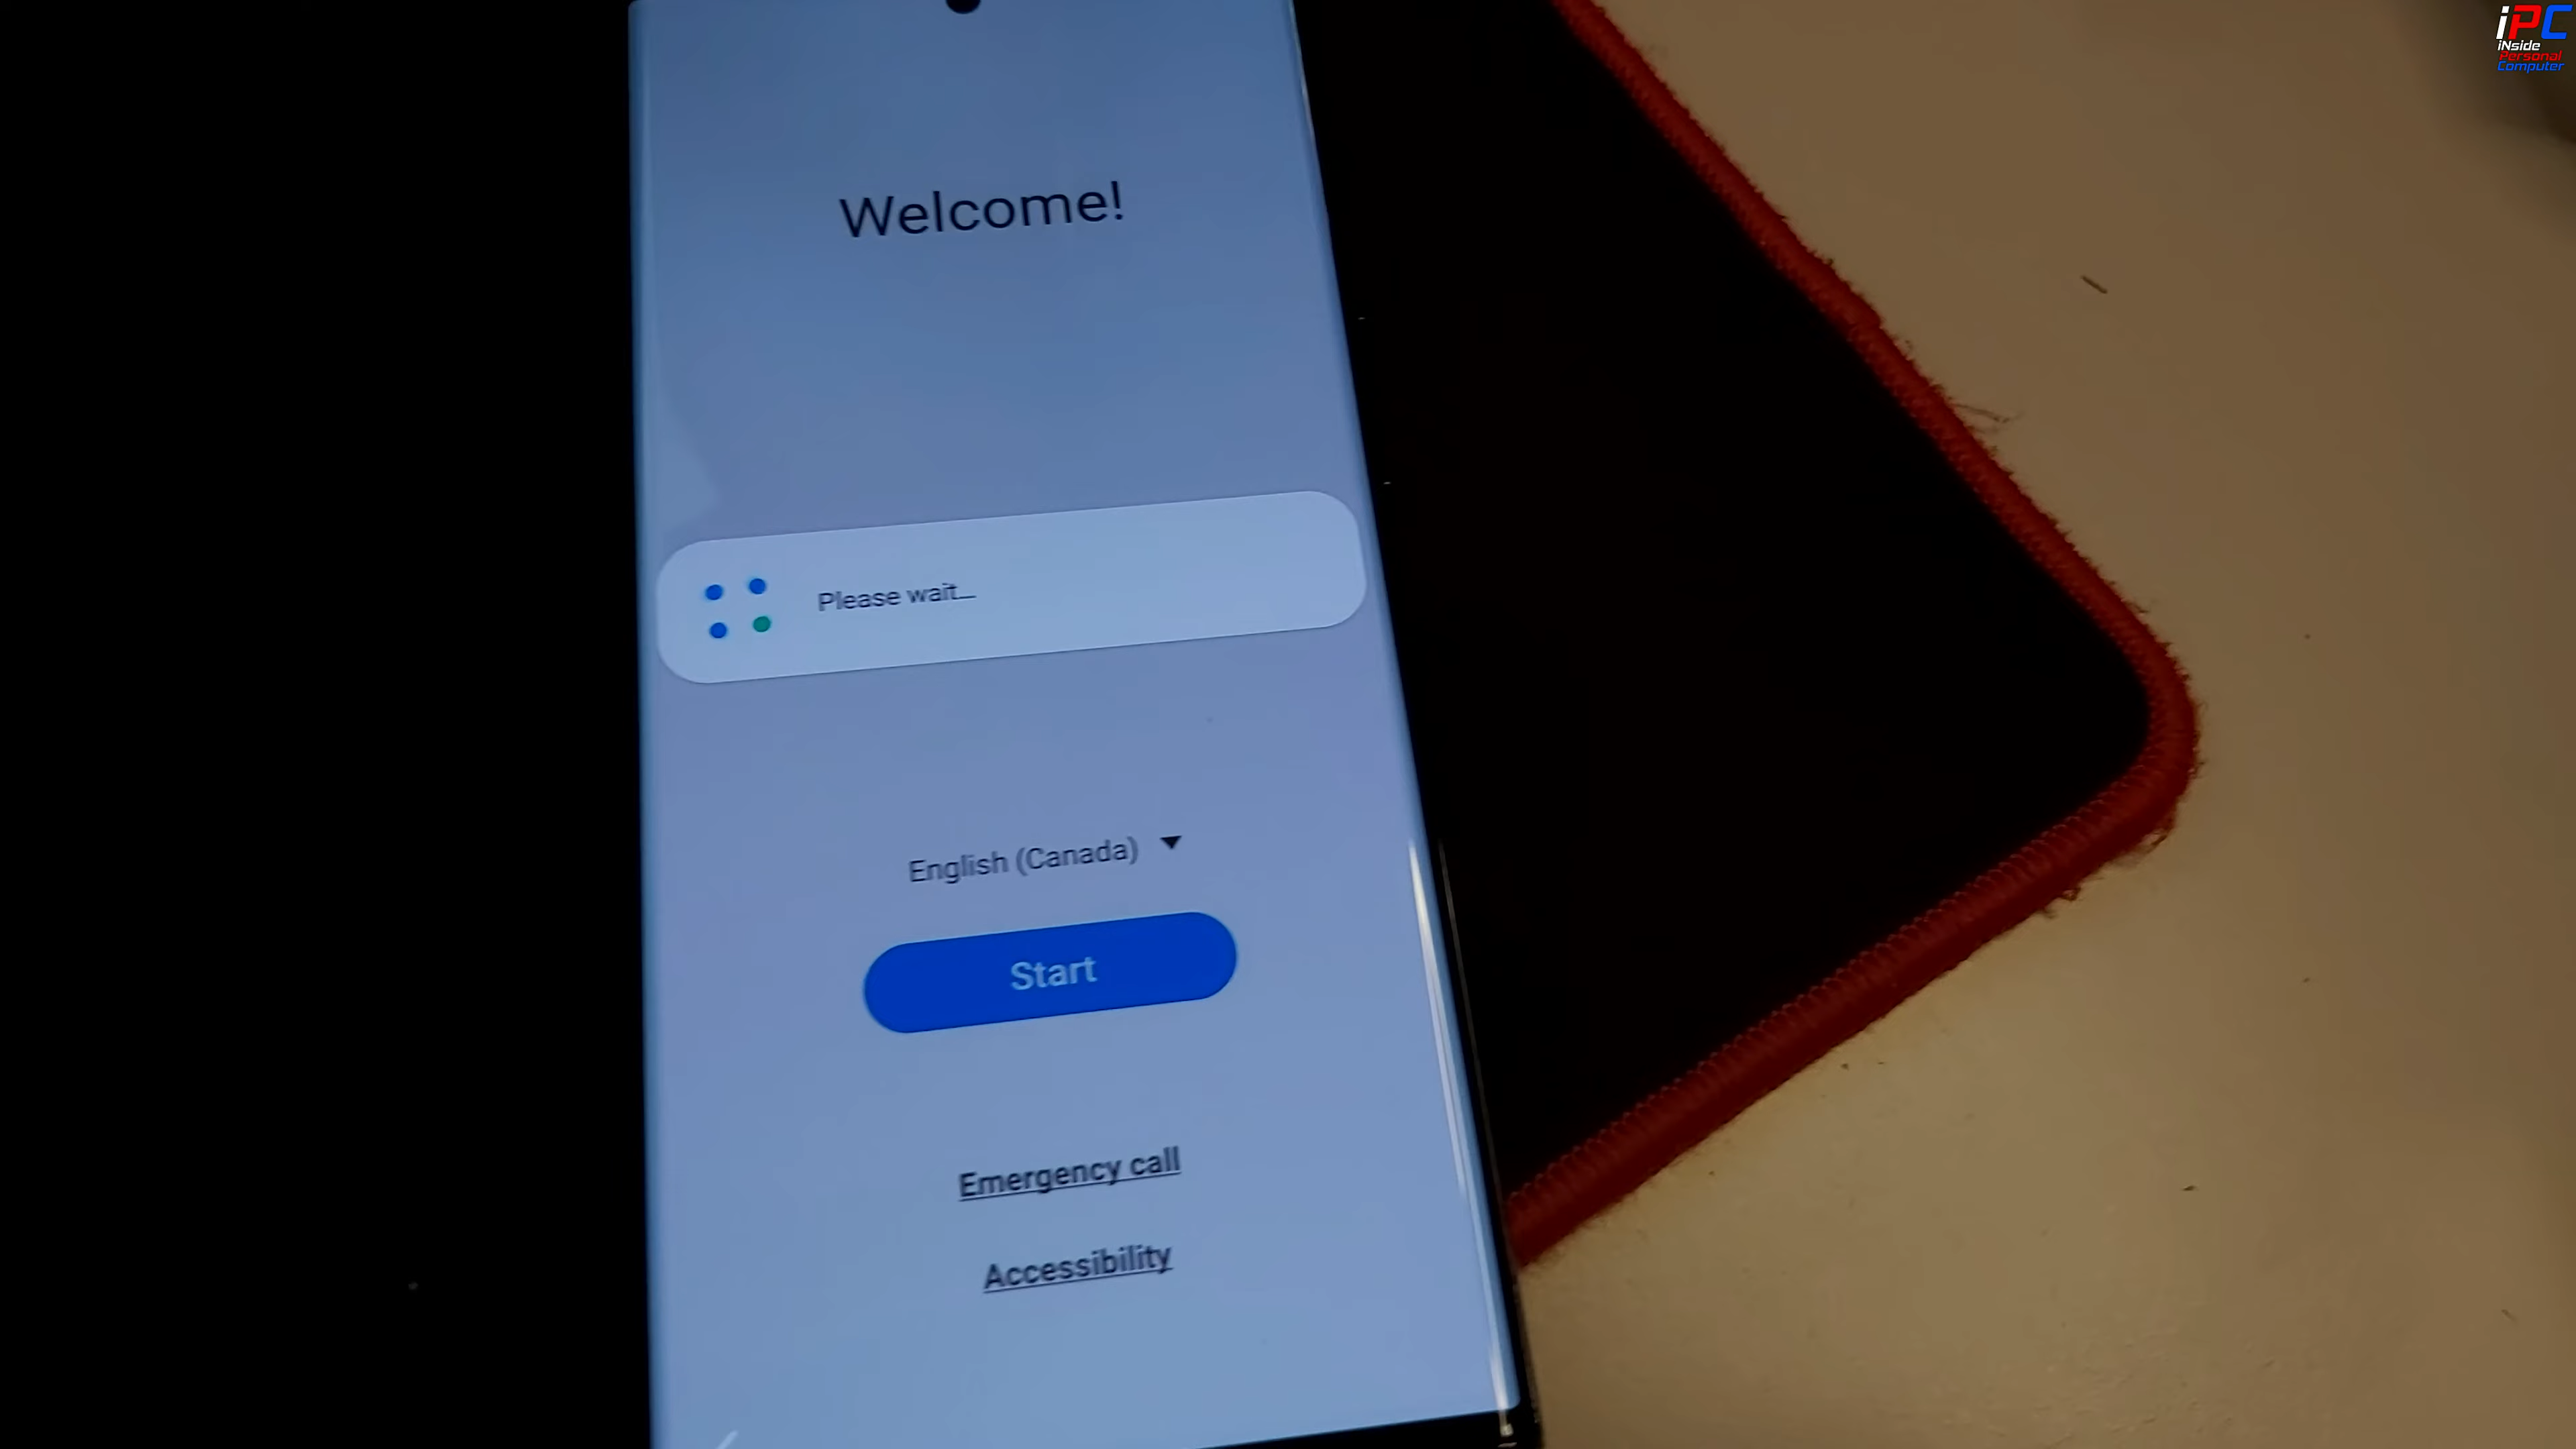 iPC
iNside
Personal
Computer
Welcome!
Please wait...
English (Canada)
Start
Emergency call
Accessibility